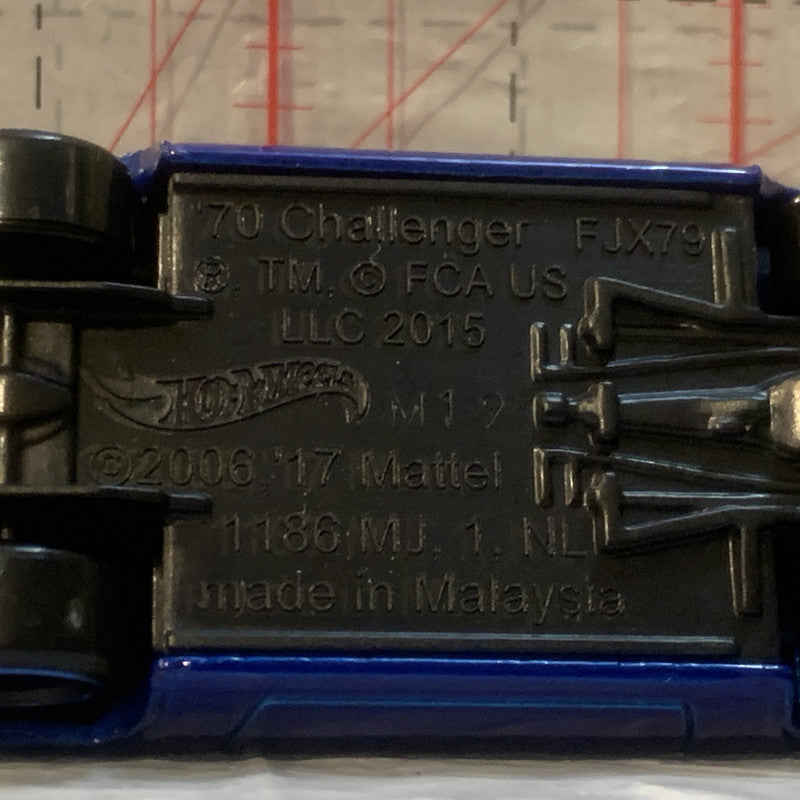 '70 Challenger FJX79
®, TM, © FCA US
LLC 2015
Hot Wheels M19
©2006 '17 Mattel
1186 MJ, 1, NL
made in Malaysia